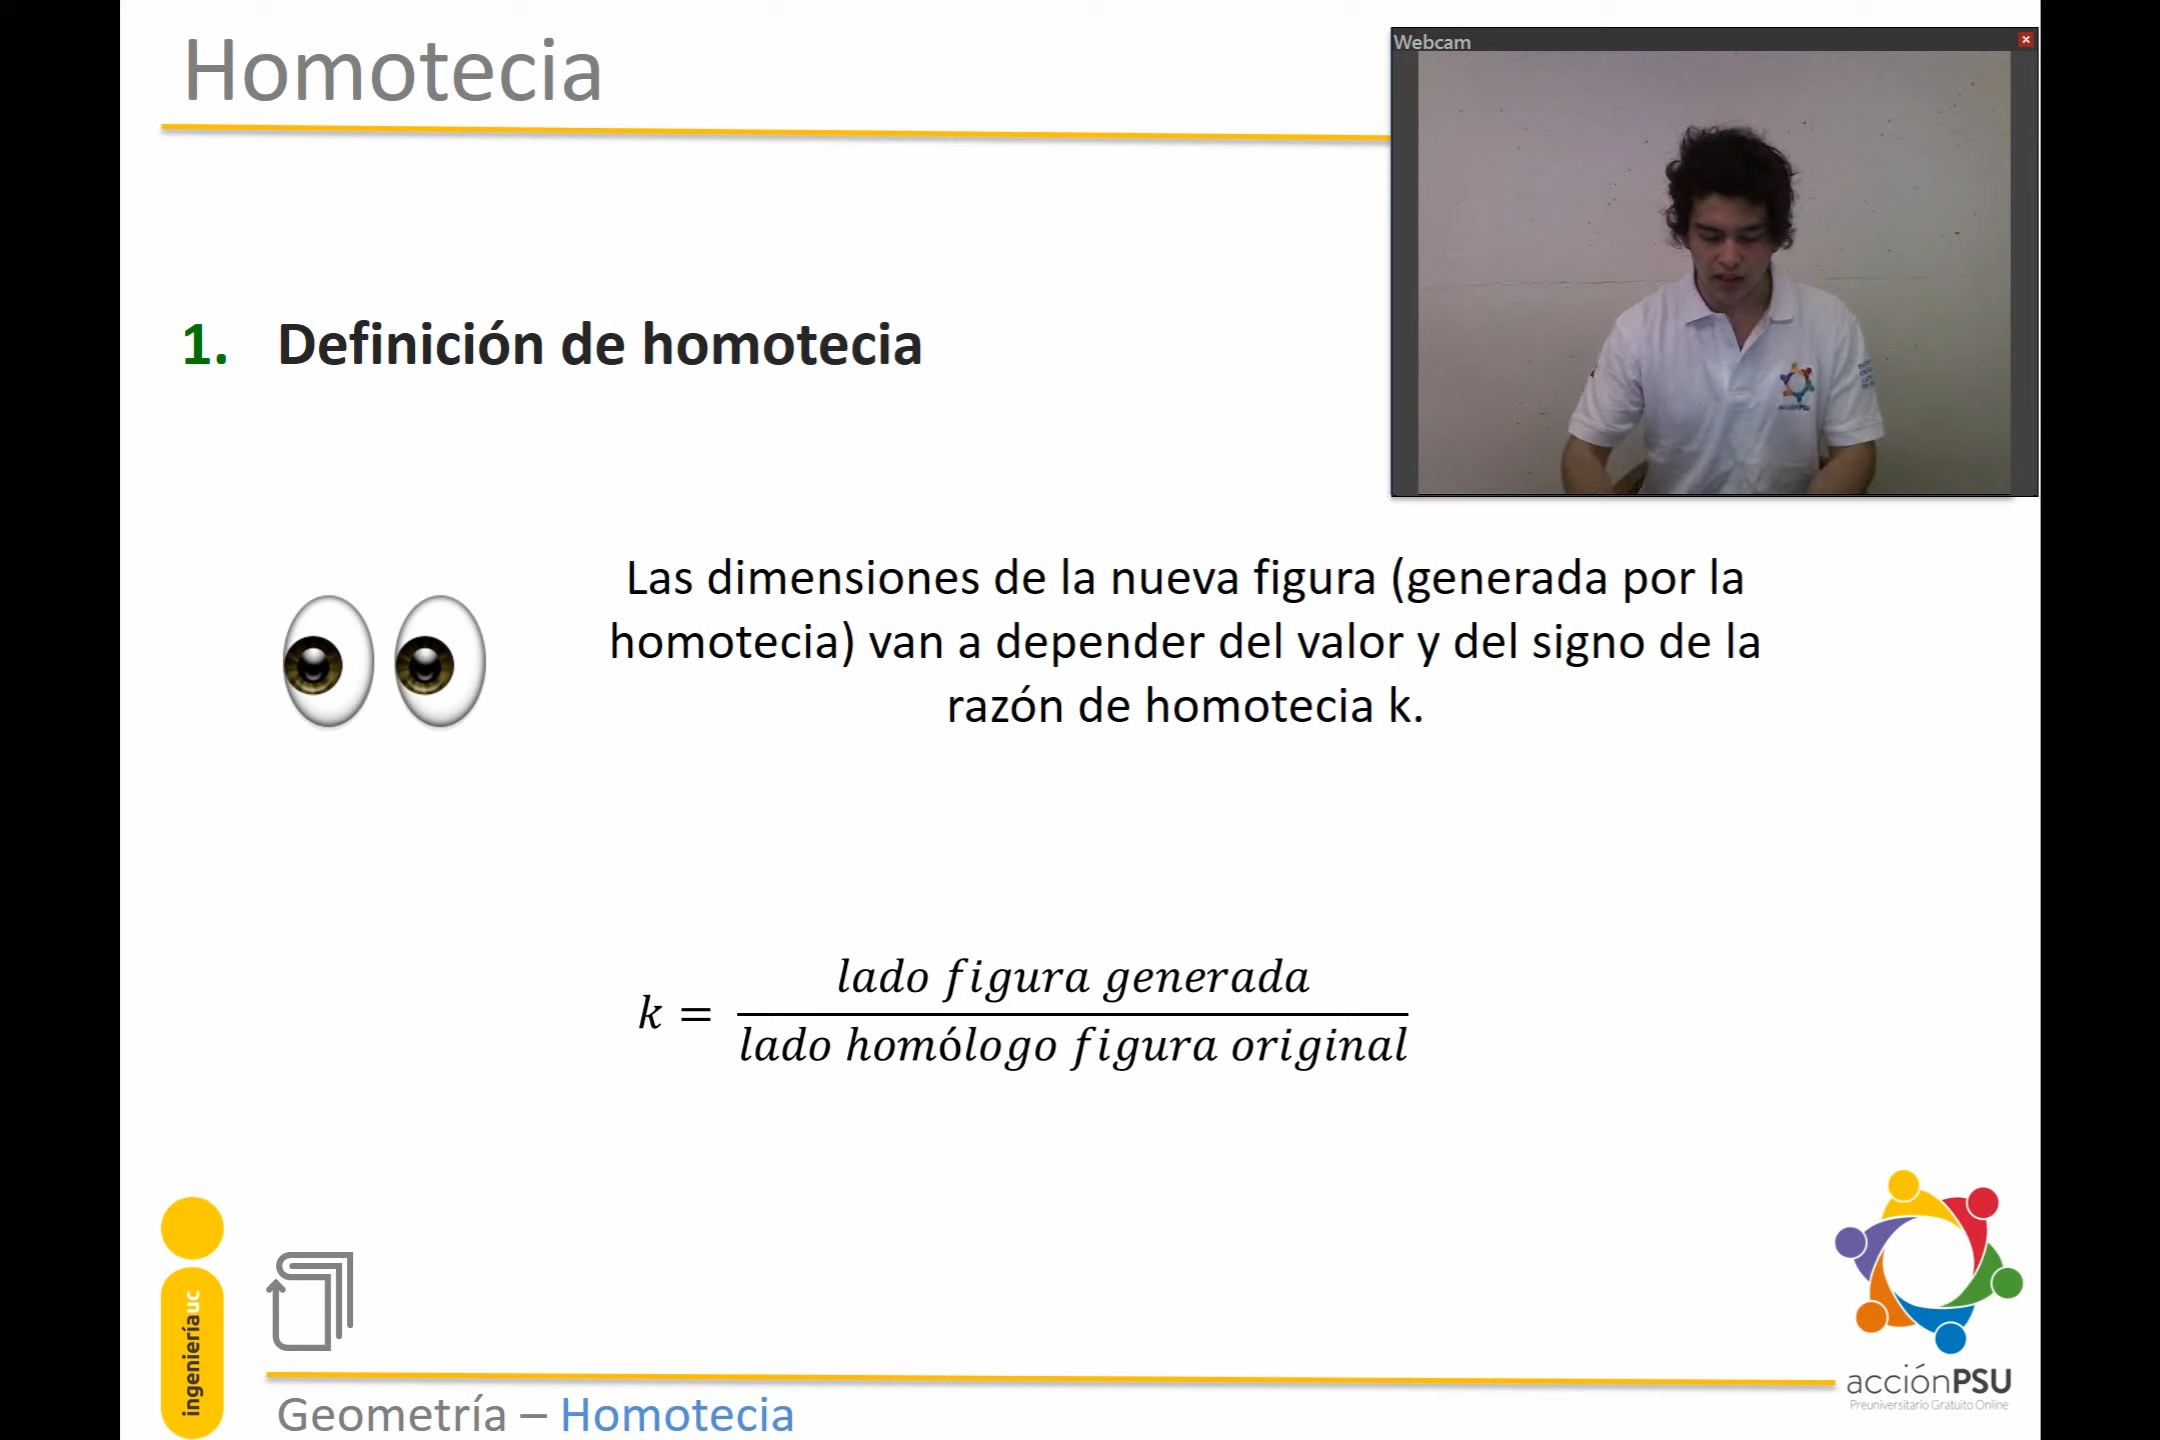 Homotecia
Webcam
1. Definición de homotecia
Las dimensiones de la nueva figura (generada por la
homotecia) van a depender del valor y del signo de la
razón de homotecia k.
k = lado figura generada / lado homólogo figura original
ingenieríauc
acciónPSU
Preuniversitario Gratuito Online
Geometría – Homotecia